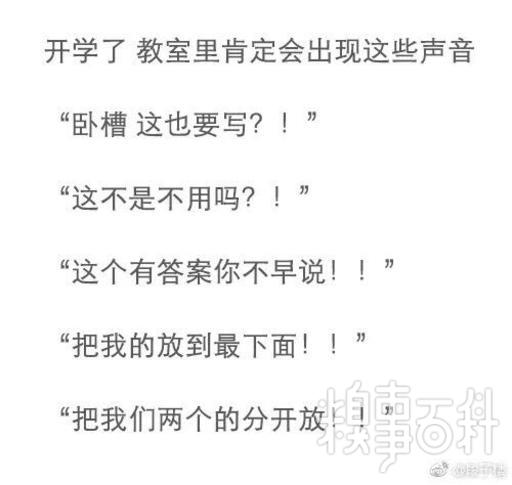 开学了 教室里肯定会出现这些声音
“卧槽 这也要写？！”
“这不是不用吗？！”
“这个有答案你不早说！！”
“把我的放到最下面！！”
“把我们两个的分开放！！”
糗事百科